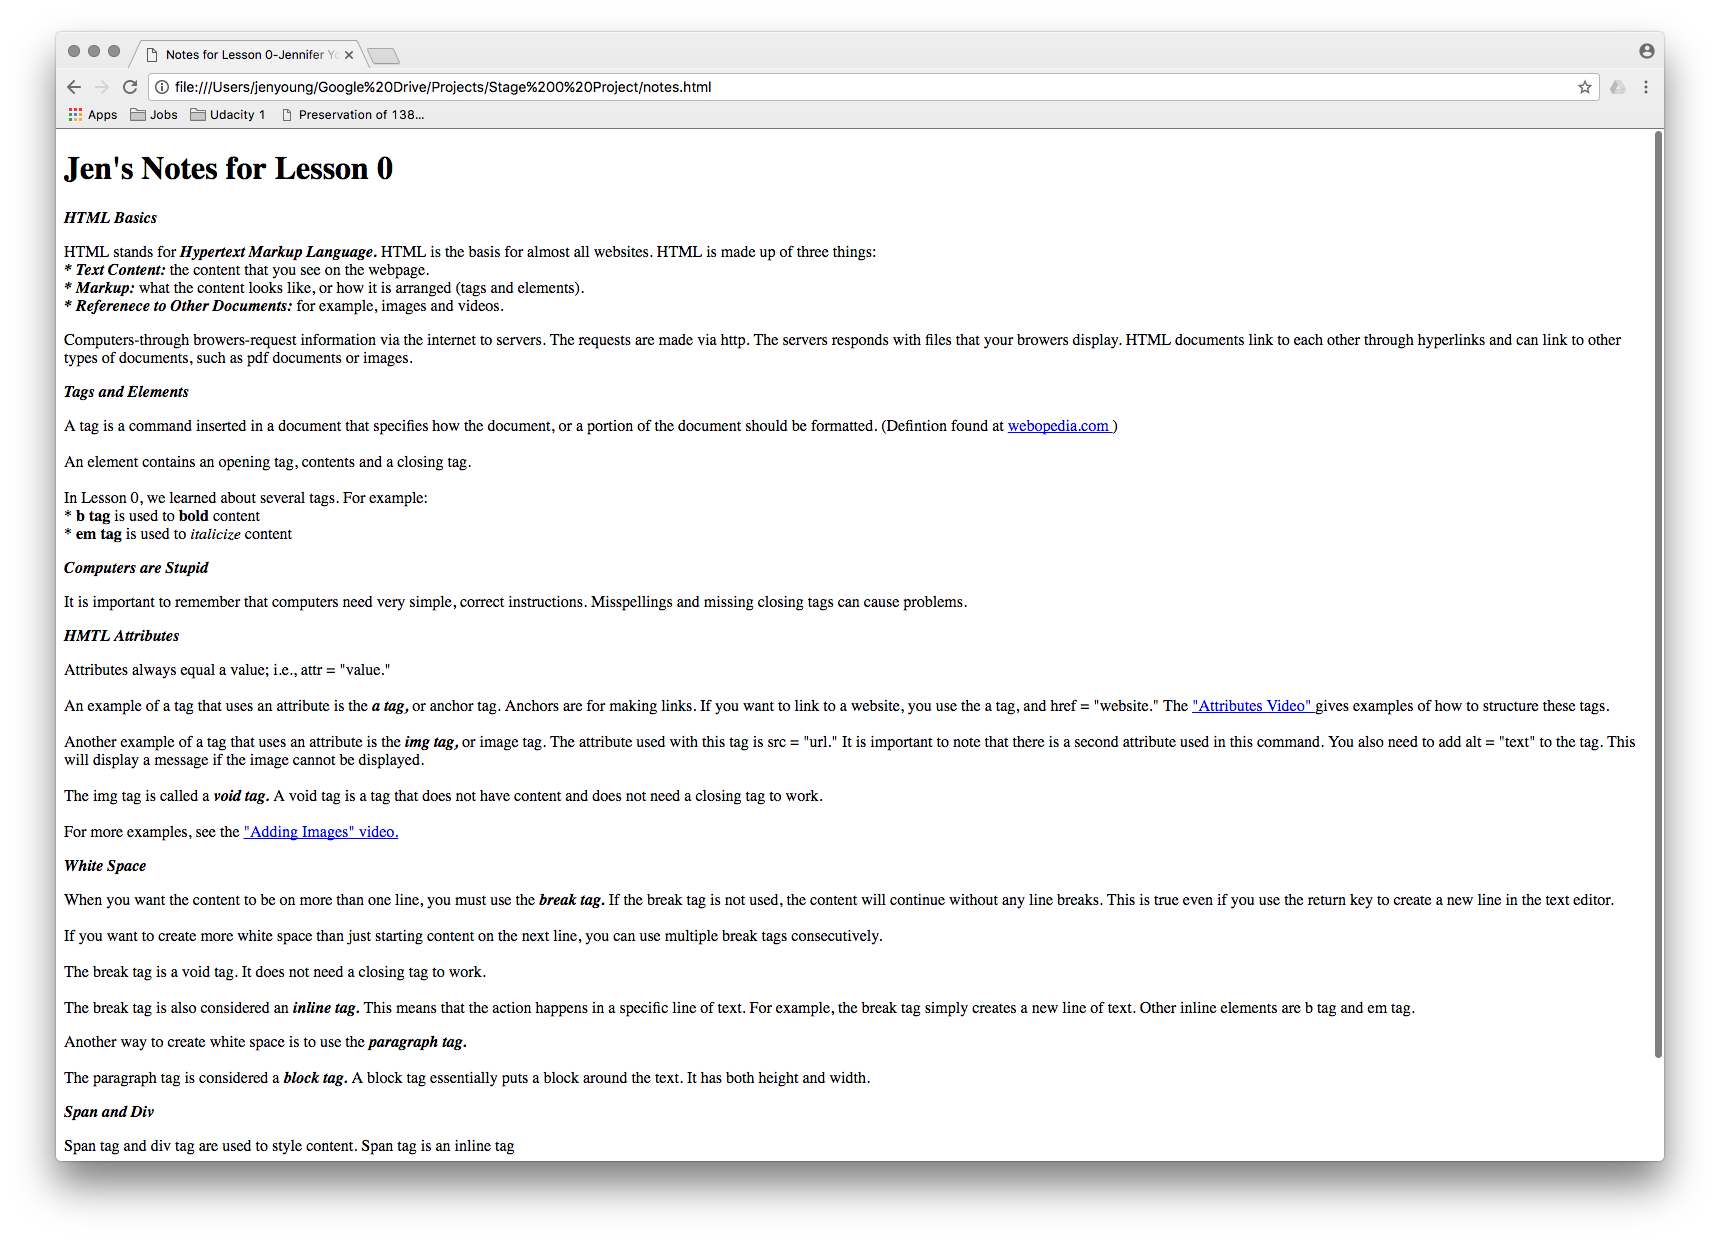 Notes for Lesson 0-Jennifer
file:///Users/jenyoung/Google%20Drive/Projects/Stage%200%20Project/notes.html
Apps Jobs Udacity 1 Preservation of 138...
Jen's Notes for Lesson 0
HTML Basics
HTML stands for Hypertext Markup Language. HTML is the basis for almost all websites. HTML is made up of three things:
* Text Content: the content that you see on the webpage.
* Markup: what the content looks like, or how it is arranged (tags and elements).
* Referenece to Other Documents: for example, images and videos.
Computers-through browers-request information via the internet to servers. The requests are made via http. The servers responds with files that your browers display. HTML documents link to each other through hyperlinks and can link to other
types of documents, such as pdf documents or images.
Tags and Elements
A tag is a command inserted in a document that specifies how the document, or a portion of the document should be formatted. (Defintion found at webopedia.com )
An element contains an opening tag, contents and a closing tag.
In Lesson 0, we learned about several tags. For example:
* b tag is used to bold content
* em tag is used to italicize content
Computers are Stupid
It is important to remember that computers need very simple, correct instructions. Misspellings and missing closing tags can cause problems.
HMTL Attributes
Attributes always equal a value; i.e., attr = "value."
An example of a tag that uses an attribute is the a tag, or anchor tag. Anchors are for making links. If you want to link to a website, you use the a tag, and href = "website." The "Attributes Video" gives examples of how to structure these tags.
Another example of a tag that uses an attribute is the img tag, or image tag. The attribute used with this tag is src = "url." It is important to note that there is a second attribute used in this command. You also need to add alt = "text" to the tag. This
will display a message if the image cannot be displayed.
The img tag is called a void tag. A void tag is a tag that does not have content and does not need a closing tag to work.
For more examples, see the "Adding Images" video.
White Space
When you want the content to be on more than one line, you must use the break tag. If the break tag is not used, the content will continue without any line breaks. This is true even if you use the return key to create a new line in the text editor.
If you want to create more white space than just starting content on the next line, you can use multiple break tags consecutively.
The break tag is a void tag. It does not need a closing tag to work.
The break tag is also considered an inline tag. This means that the action happens in a specific line of text. For example, the break tag simply creates a new line of text. Other inline elements are b tag and em tag.
Another way to create white space is to use the paragraph tag.
The paragraph tag is considered a block tag. A block tag essentially puts a block around the text. It has both height and width.
Span and Div
Span tag and div tag are used to style content. Span tag is an inline tag